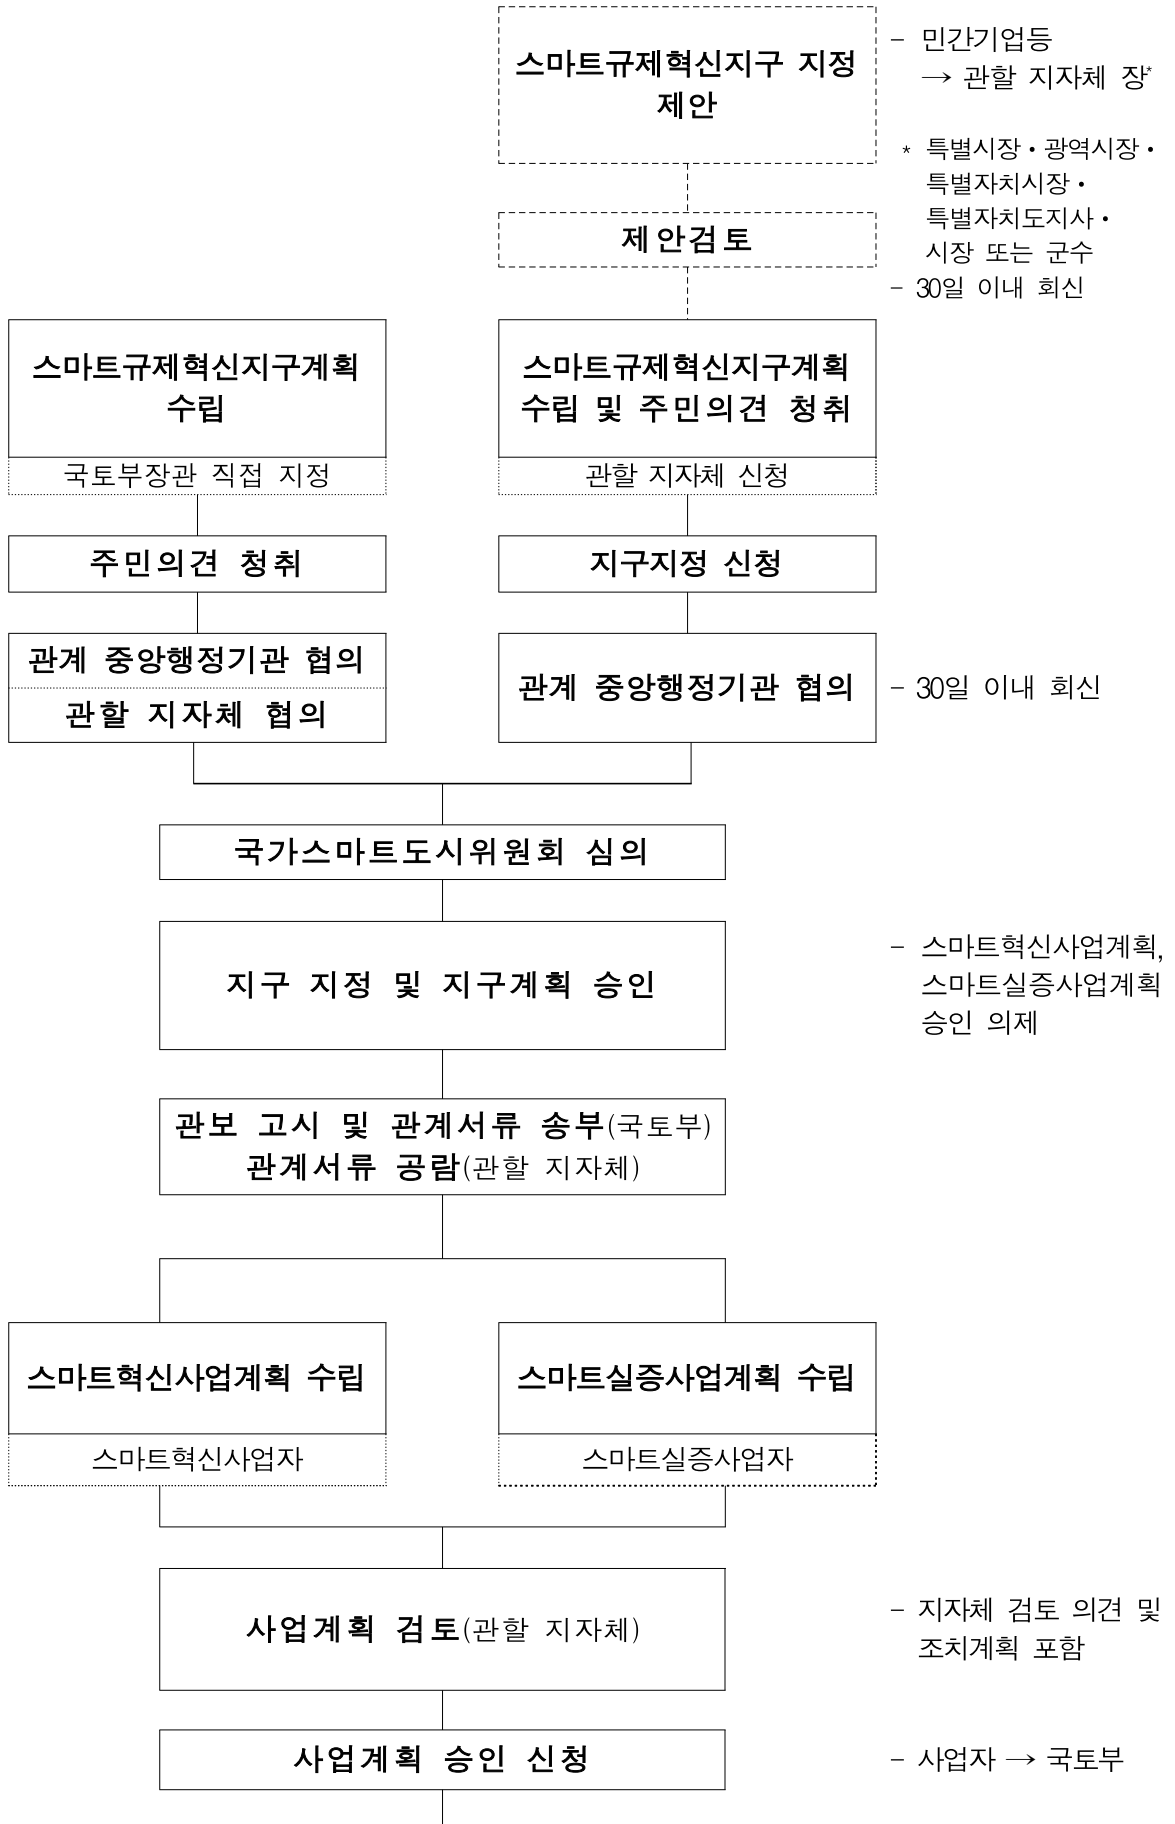 스마트규제혁신지구 지정
제안
- 민간기업등
→ 관할 지자체 장*
* 특별시장・광역시장・
특별자치시장・
특별자치도지사・
시장 또는 군수
제안검토
- 30일 이내 회신
스마트규제혁신지구계획
수립
국토부장관 직접 지정
스마트규제혁신지구계획
수립 및 주민의견 청취
관할 지자체 신청
주민의견 청취
지구지정 신청
관계 중앙행정기관 협의
관할 지자체 협의
관계 중앙행정기관 협의
- 30일 이내 회신
국가스마트도시위원회 심의
지구 지정 및 지구계획 승인
- 스마트혁신사업계획,
스마트실증사업계획
승인 의제
관보 고시 및 관계서류 송부(국토부)
관계서류 공람(관할 지자체)
스마트혁신사업계획 수립
스마트혁신사업자
스마트실증사업계획 수립
스마트실증사업자
사업계획 검토(관할 지자체)
- 지자체 검토 의견 및
조치계획 포함
사업계획 승인 신청
- 사업자 → 국토부